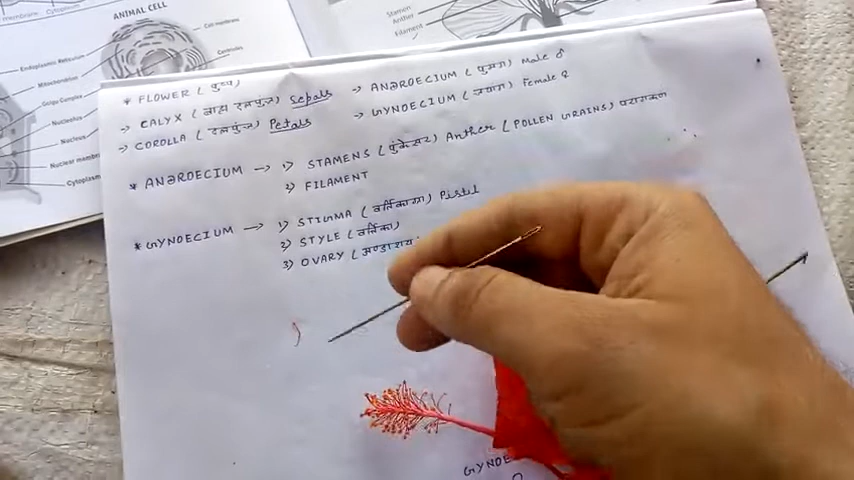 ANIMAL CELL
Cell membrane
Centrioles
Endoplasmic Reticulum
Mitochondrion
Golgi Complex
Nucleolus
Nucleus
Nuclear membrane
Cytoplasm
Stamen
Anther
Filament
* FLOWER (पुष्प)
→ CALYX (बाह्य दलपुंज) Sepals
→ COROLLA (दलपुंज) Petals
→ ANDROECIUM (पुमंग) Male ♂
→ GYNOECIUM (जायांग) Female ♀
* ANDROECIUM → 1) STAMENS (पुंकेसर) Anther (POLLEN GRAINS) परागकण
2) FILAMENT
* GYNOECIUM → 1) STIGMA (वर्तिकाग्र) Pistil
2) STYLE (वर्तिका)
3) OVARY (अण्डाशय
GYNOE